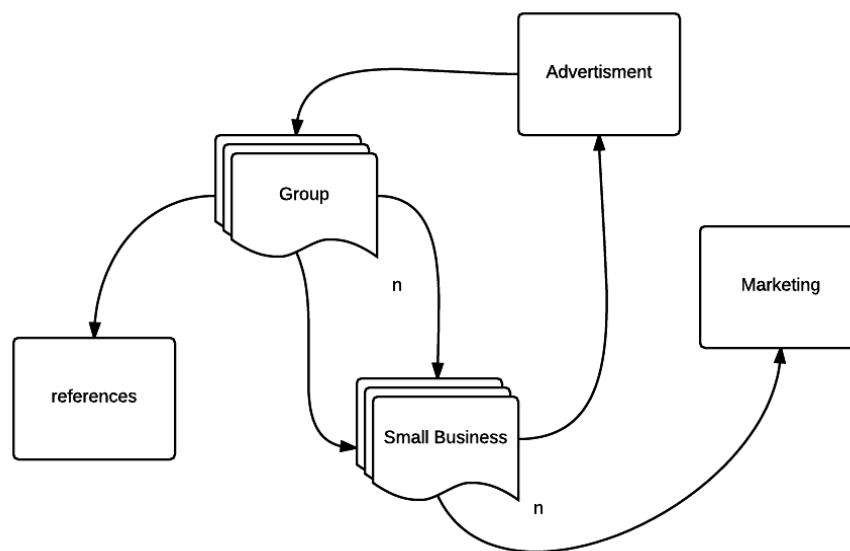 Advertisment
Group
n
Marketing
references
Small Business
n